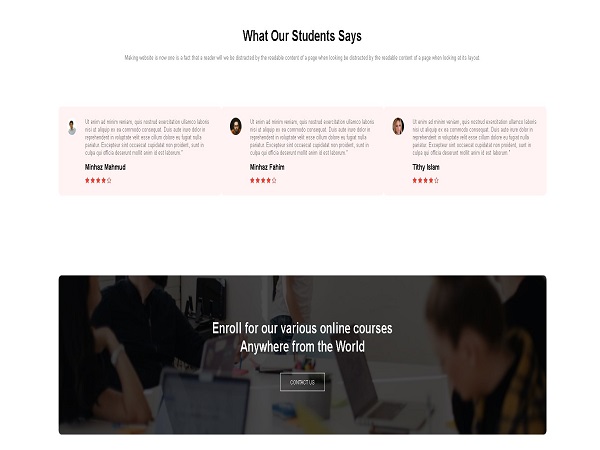 What Our Students Says
Making website is now one is a fact that a reader will we be distracted by the readable content of a page when looking be distracted by the readable content of a page when looking at its layout.
Ut enim ad minim veniam, quis nostrud exercitation ullamco laboris
nisi ut aliquip ex ea commodo consequat. Duis aute irure dolor in
reprehenderit in voluptate velit esse cillum dolore eu fugiat nulla
pariatur. Excepteur sint occaecat cupidatat non proident, sunt in
culpa qui officia deserunt mollit anim id est laborum."
Minhaz Mahmud
Ut enim ad minim veniam, quis nostrud exercitation ullamco laboris
nisi ut aliquip ex ea commodo consequat. Duis aute irure dolor in
reprehenderit in voluptate velit esse cillum dolore eu fugiat nulla
pariatur. Excepteur sint occaecat cupidatat non proident, sunt in
culpa qui officia deserunt mollit anim id est laborum."
Minhaz Fahim
Ut enim ad minim veniam, quis nostrud exercitation ullamco laboris
nisi ut aliquip ex ea commodo consequat. Duis aute irure dolor in
reprehenderit in voluptate velit esse cillum dolore eu fugiat nulla
pariatur. Excepteur sint occaecat cupidatat non proident, sunt in
culpa qui officia deserunt mollit anim id est laborum."
Tithy Islam
Enroll for our various online courses
Anywhere from the World
CONTACT US